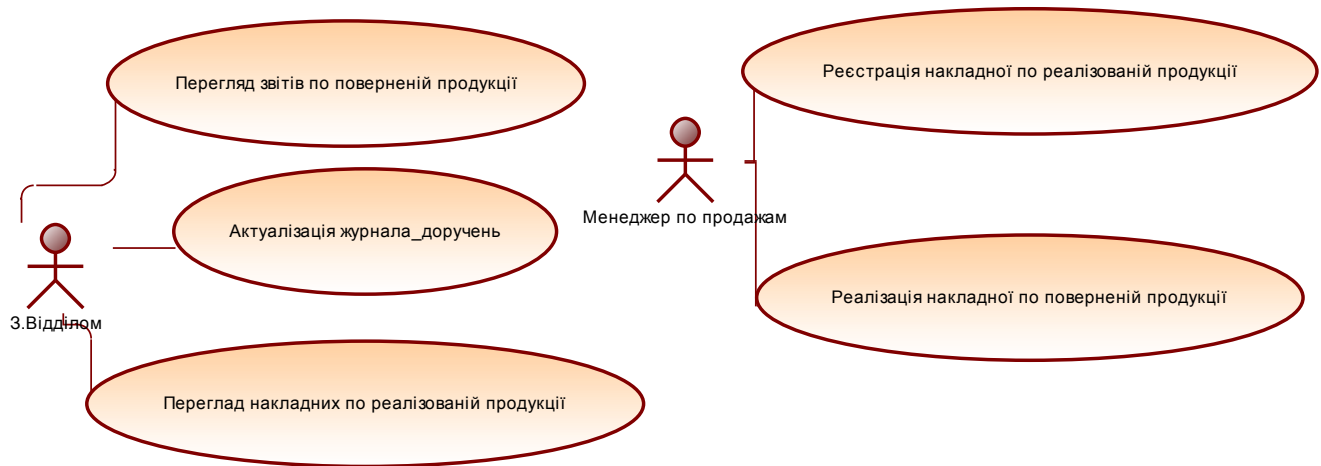 Перегляд звітів по поверненій продукції
Актуалізація журнала_доручень
З.Відділом
Переглад накладних по реалізованій продукції
Реєстрація накладної по реалізованій продукції
Менеджер по продажам
Реалізація накладної по поверненій продукції